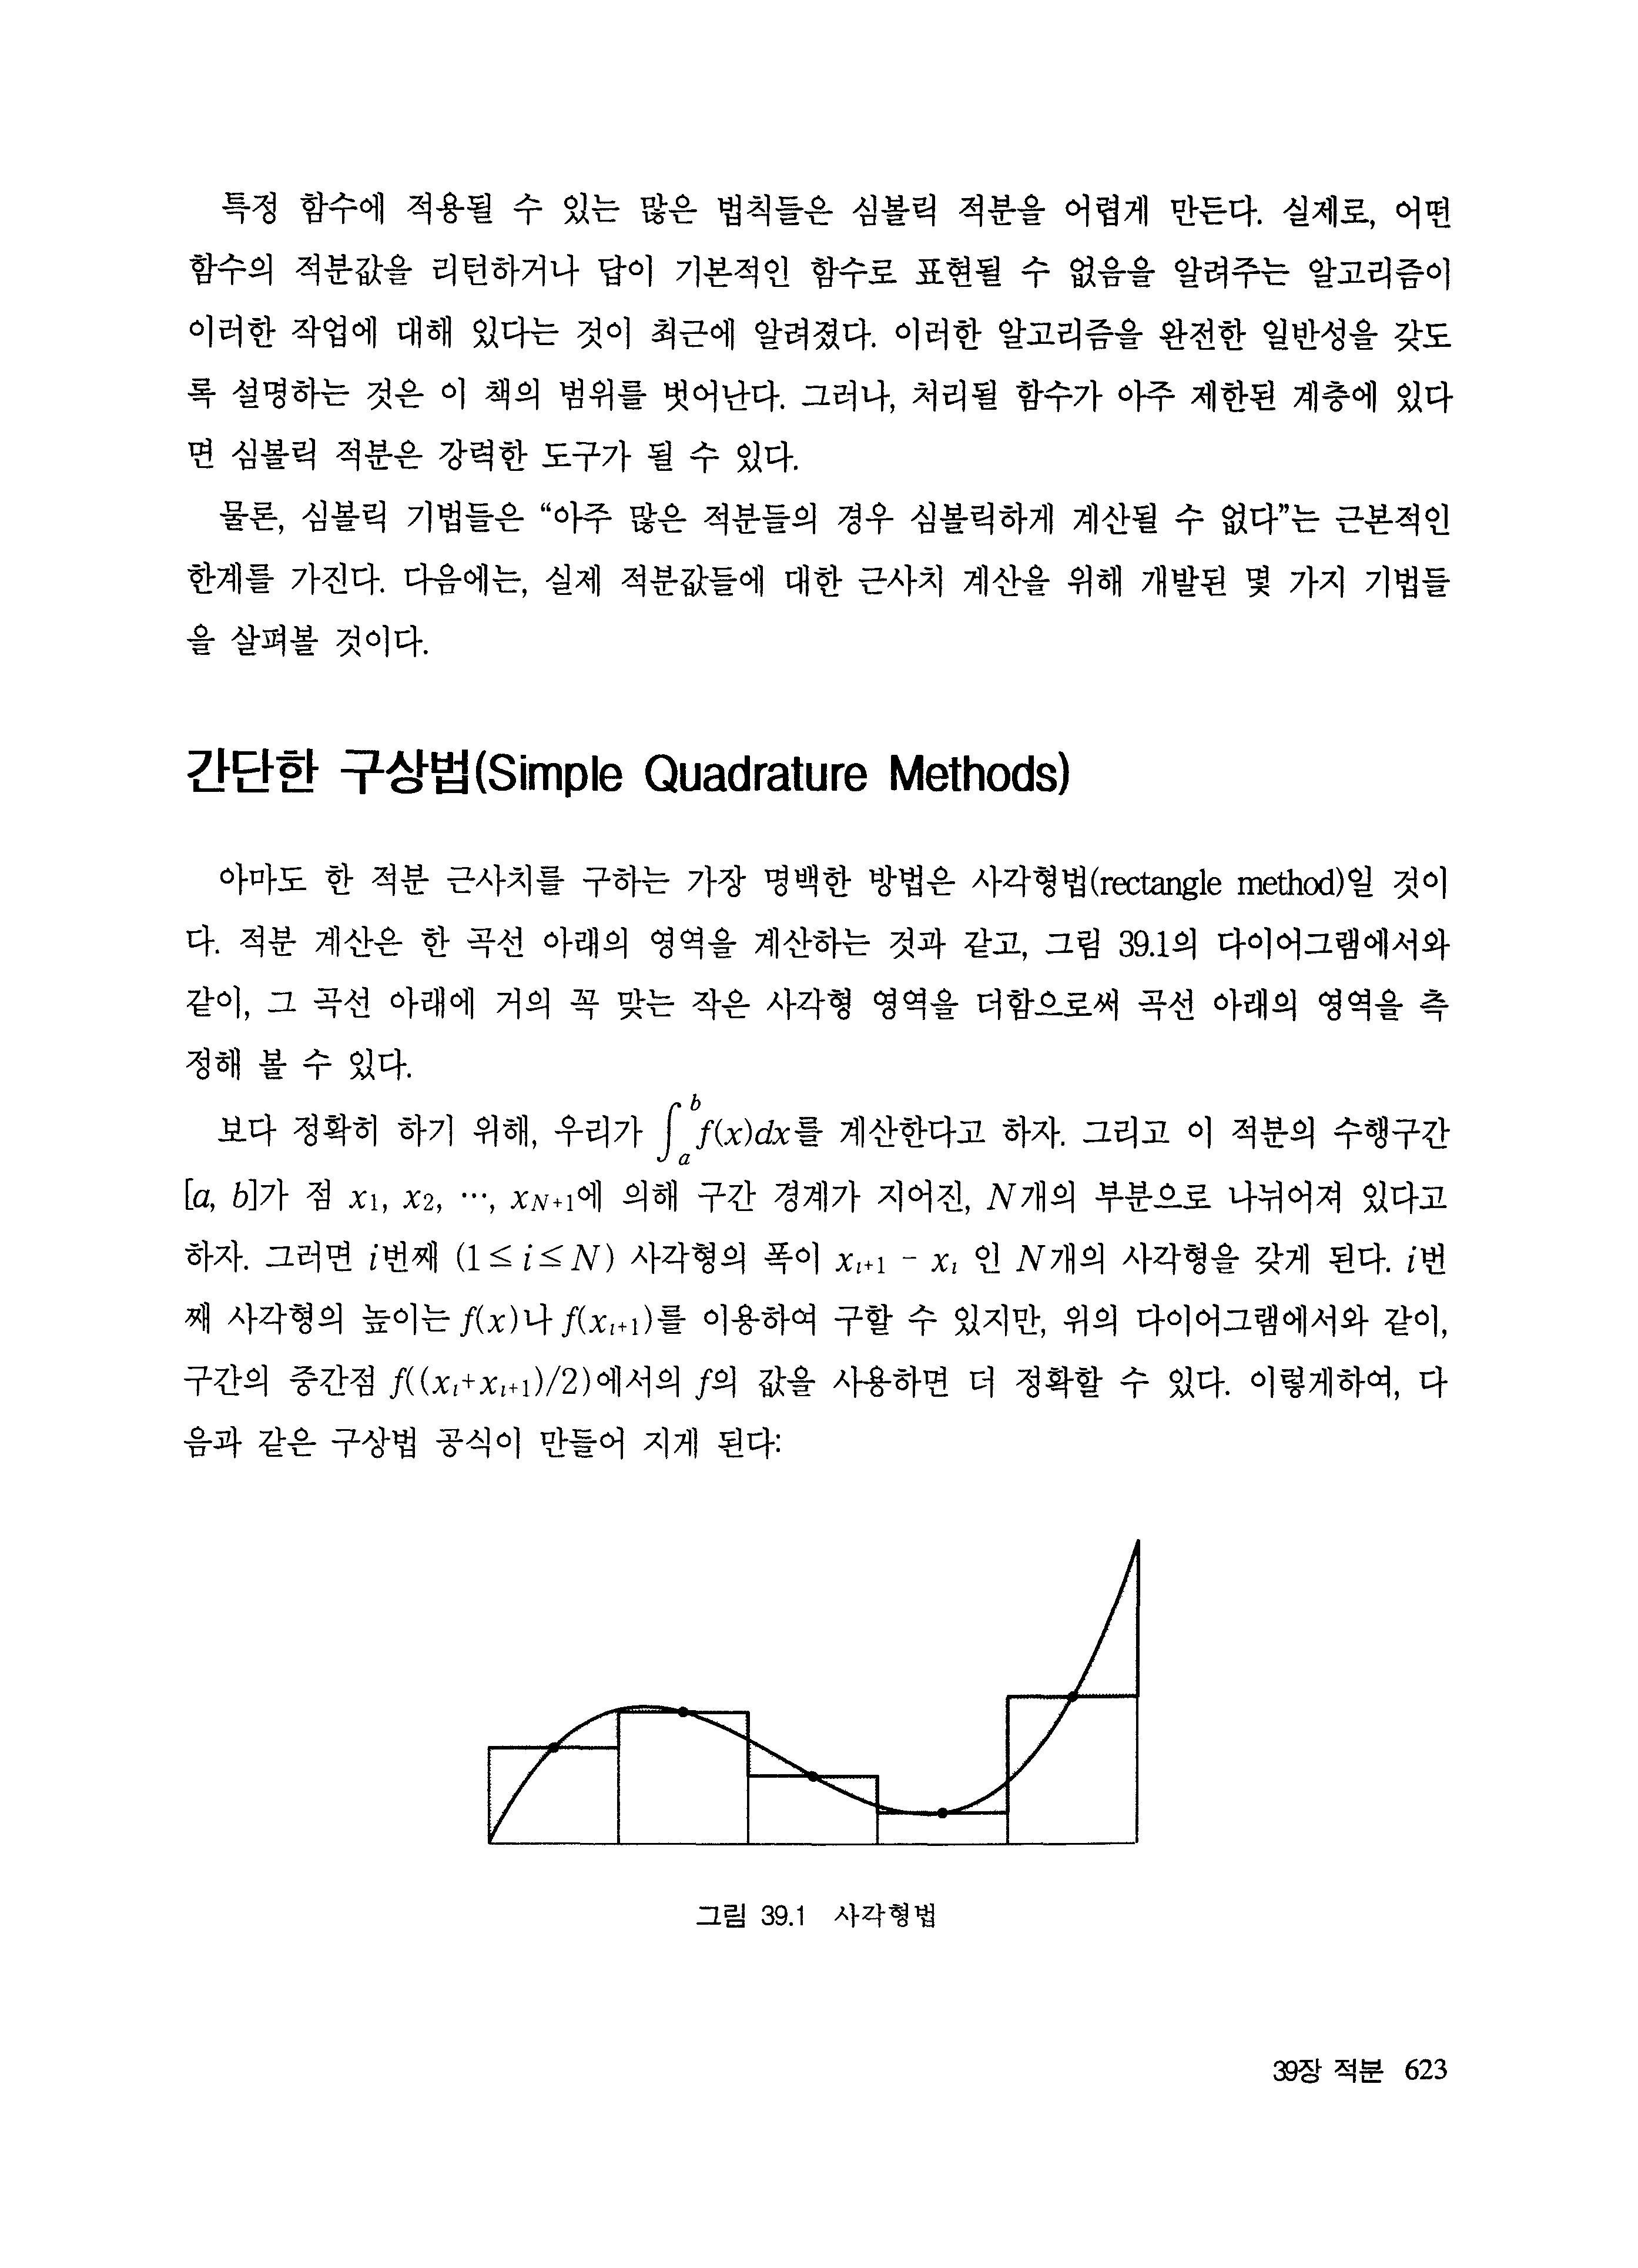 특정 함수에 적용될 수 있는 많은 법칙들은 심볼릭 적분을 어렵게 만든다. 실제로, 어떤
함수의 적분값을 리턴하거나 답이 기본적인 함수로 표현될 수 없음을 알려주는 알고리즘이
이러한 작업에 대해 있다는 것이 최근에 알려졌다. 이러한 알고리즘을 완전한 일반성을 갖도
록 설명하는 것은 이 책의 범위를 벗어난다. 그러나, 처리될 함수가 아주 제한된 계층에 있다
면 심볼릭 적분은 강력한 도구가 될 수 있다.
물론, 심볼릭 기법들은 “아주 많은 적분들의 경우 심볼릭하게 계산될 수 없다”는 근본적인
한계를 가진다. 다음에는, 실제 적분값들에 대한 근사치 계산을 위해 개발된 몇 가지 기법들
을 살펴볼 것이다.
간단한 구상법(Simple Quadrature Methods)
아마도 한 적분 근사치를 구하는 가장 명백한 방법은 사각형법(rectangle method)일 것이
다. 적분 계산은 한 곡선 아래의 영역을 계산하는 것과 같고, 그림 39.1의 다이어그램에서와
같이, 그 곡선 아래에 거의 꼭 맞는 작은 사각형 영역을 더함으로써 곡선 아래의 영역을 측
정해 볼 수 있다.
보다 정확히 하기 위해, 우리가 ∫_a^b f(x)dx를 계산한다고 하자. 그리고 이 적분의 수행구간
[a, b]가 점 x₁, x₂, ⋯, x_{N+1}에 의해 구간 경계가 지어진, N개의 부분으로 나뉘어져 있다고
하자. 그러면 i번째 (1≤i≤N) 사각형의 폭이 x_{i+1} - x_i 인 N개의 사각형을 갖게 된다. i번
째 사각형의 높이는 f(x)나 f(x_{i+1})를 이용하여 구할 수 있지만, 위의 다이어그램에서와 같이,
구간의 중간점 f((x_i+x_{i+1})/2)에서의 f의 값을 사용하면 더 정확할 수 있다. 이렇게하여, 다
음과 같은 구상법 공식이 만들어 지게 된다:
그림 39.1 사각형법
39장 적분 623